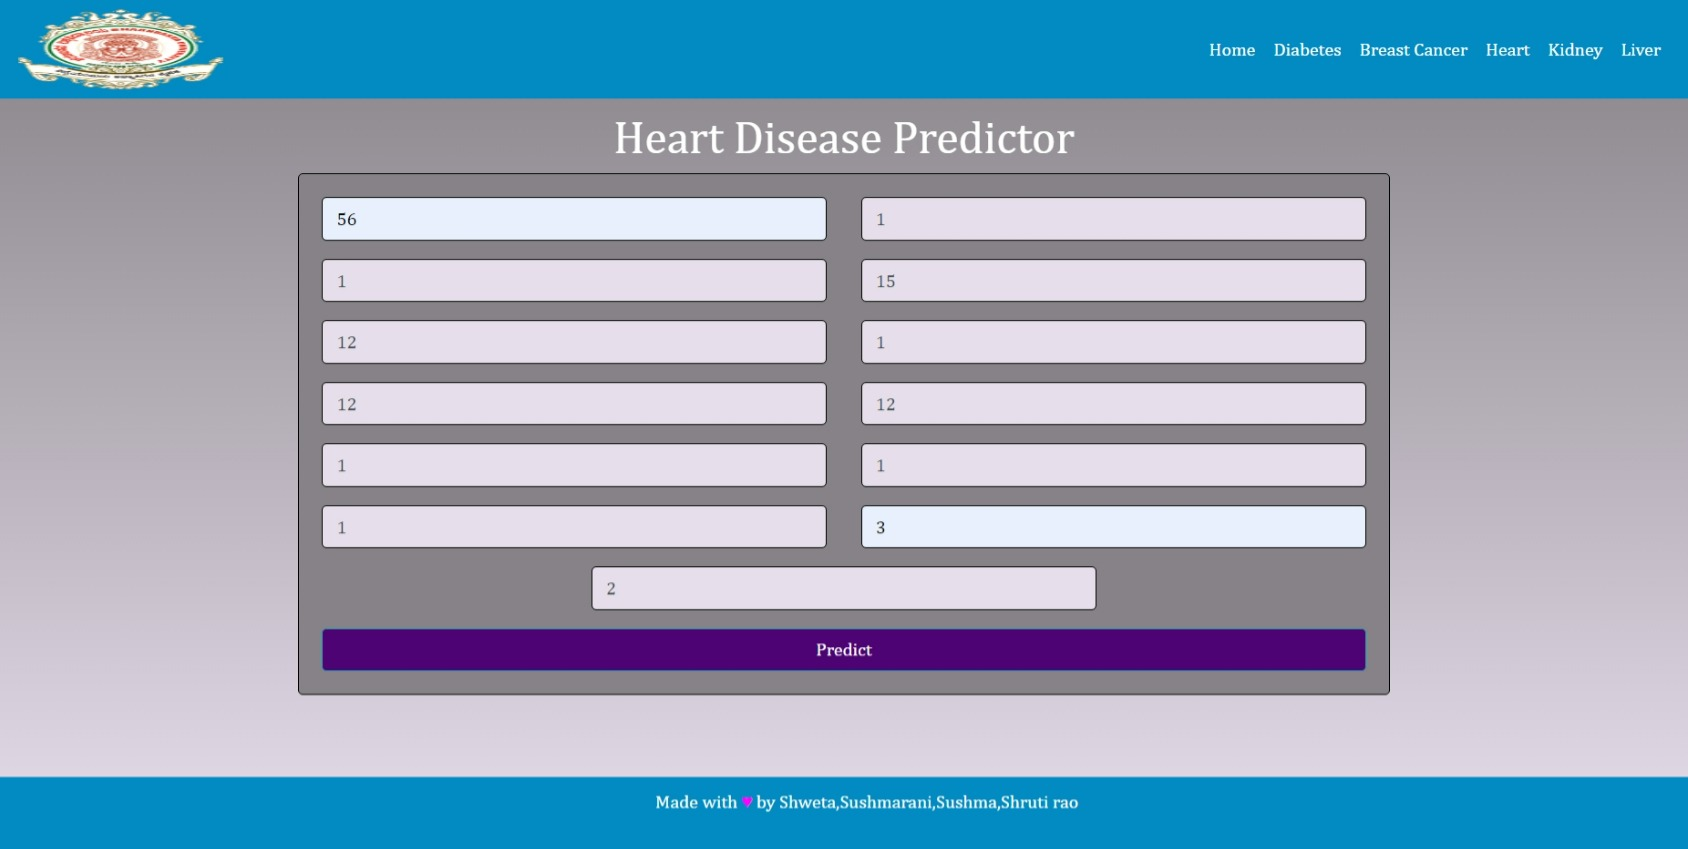 Home Diabetes Breast Cancer Heart Kidney Liver
Heart Disease Predictor
56 1
1 15
12 1
12 12
1 1
1 3
2
Predict
Made with ♥ by Shweta,Sushmarani,Sushma,Shruti rao